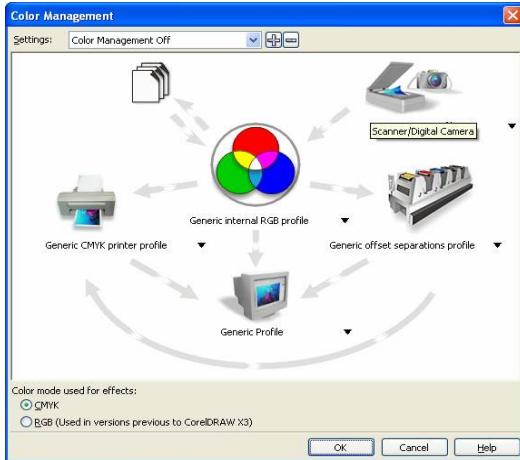 Color Management
Settings: Color Management Off
Scanner/Digital Camera
Generic internal RGB profile
Generic CMYK printer profile
Generic offset separations profile
Generic Profile
Color mode used for effects:
CMYK
RGB (Used in versions previous to CorelDRAW X3)
OK Cancel Help